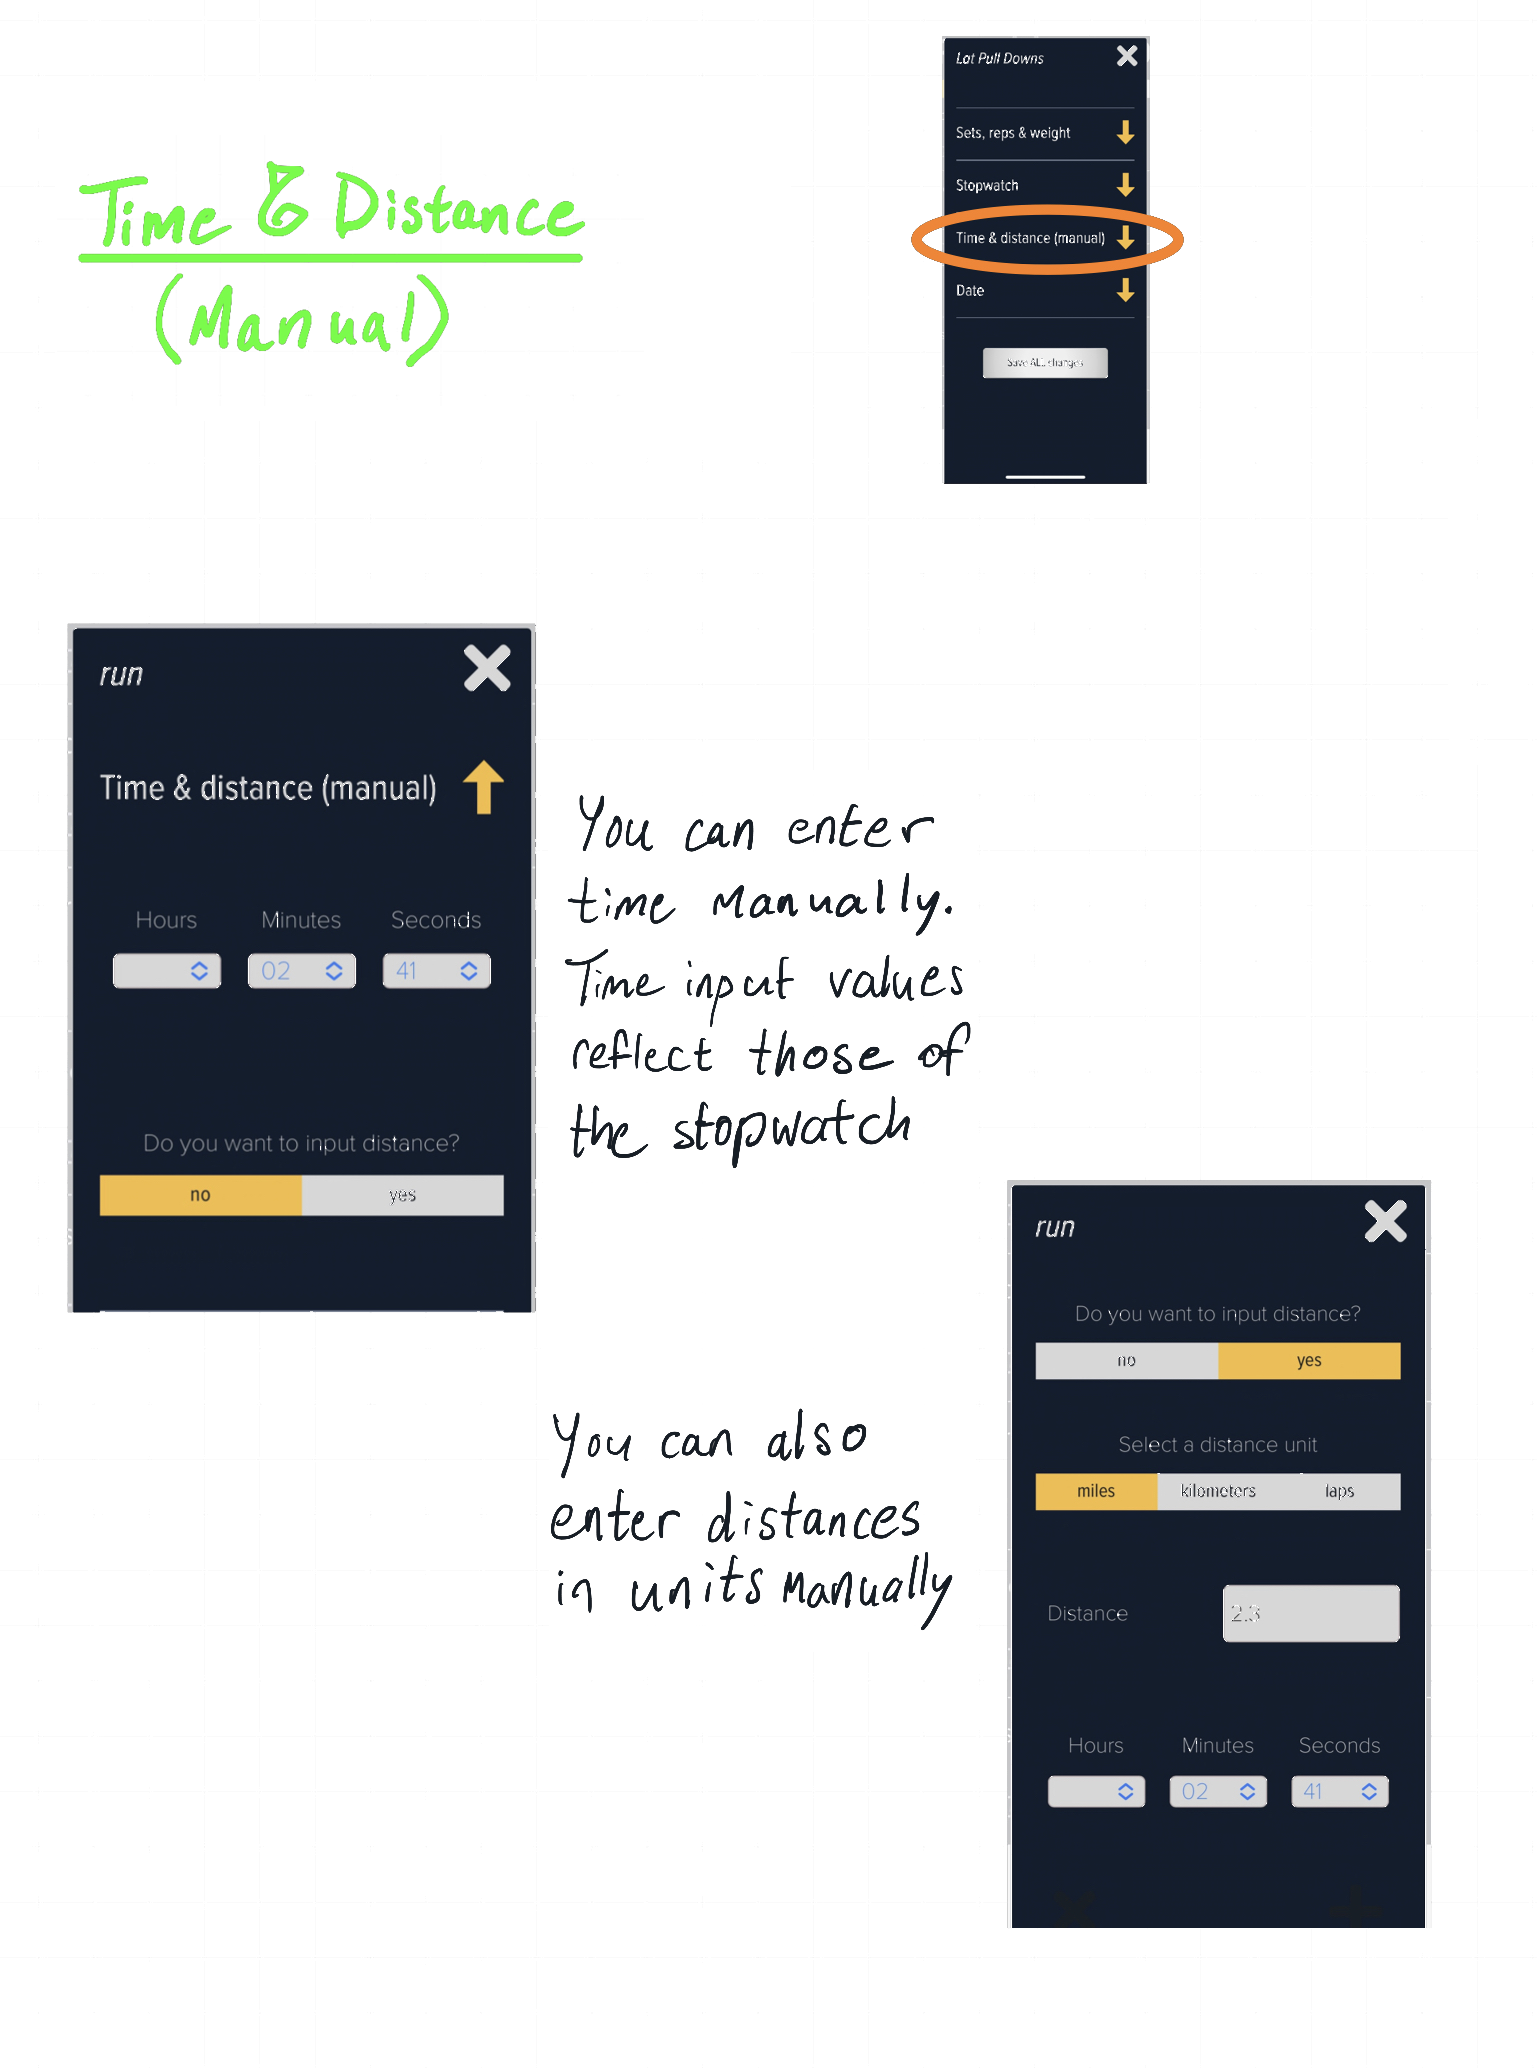 Lat Pull Downs
Sets, reps & weight
Stopwatch
Time & distance (manual)
Date
Save ALL changes
Time & Distance
(Manual)
run
Time & distance (manual)
Hours Minutes Seconds
02 41
Do you want to input distance?
no yes
You can enter
time manually.
Time input values
reflect those of
the stopwatch
run
Do you want to input distance?
no yes
Select a distance unit
miles kilometers laps
Distance 2.3
Hours Minutes Seconds
02 41
You can also
enter distances
in units manually